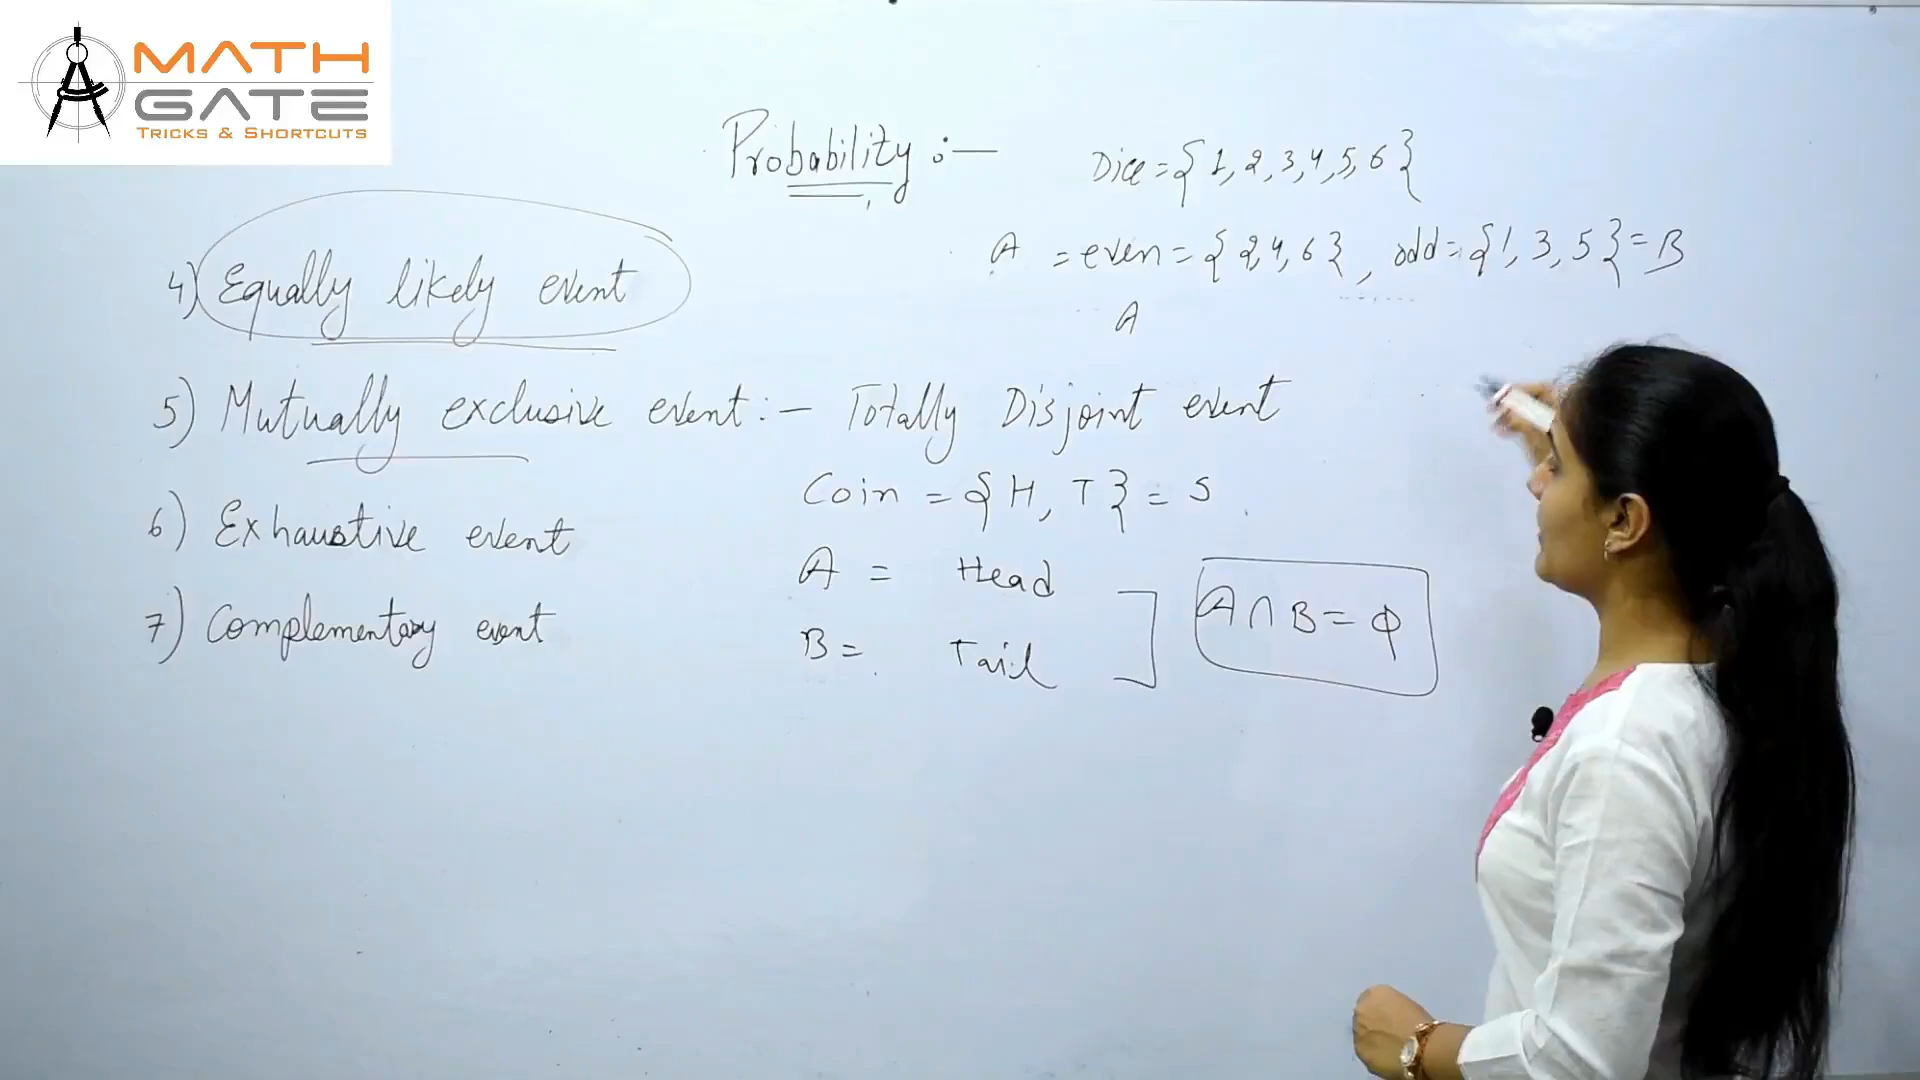 MATH
GATE
TRICKS & SHORTCUTS
Probability :-
Dice = { 1, 2, 3, 4, 5, 6 }
A = even = { 2, 4, 6 } , odd = { 1, 3, 5 } = B
A
4) Equally likely event
5) Mutually exclusive event :- Totally Disjoint event
Coin = { H, T } = S
6) Exhaustive event
A = Head
A ∩ B = φ
7) Complementary event
B = Tail